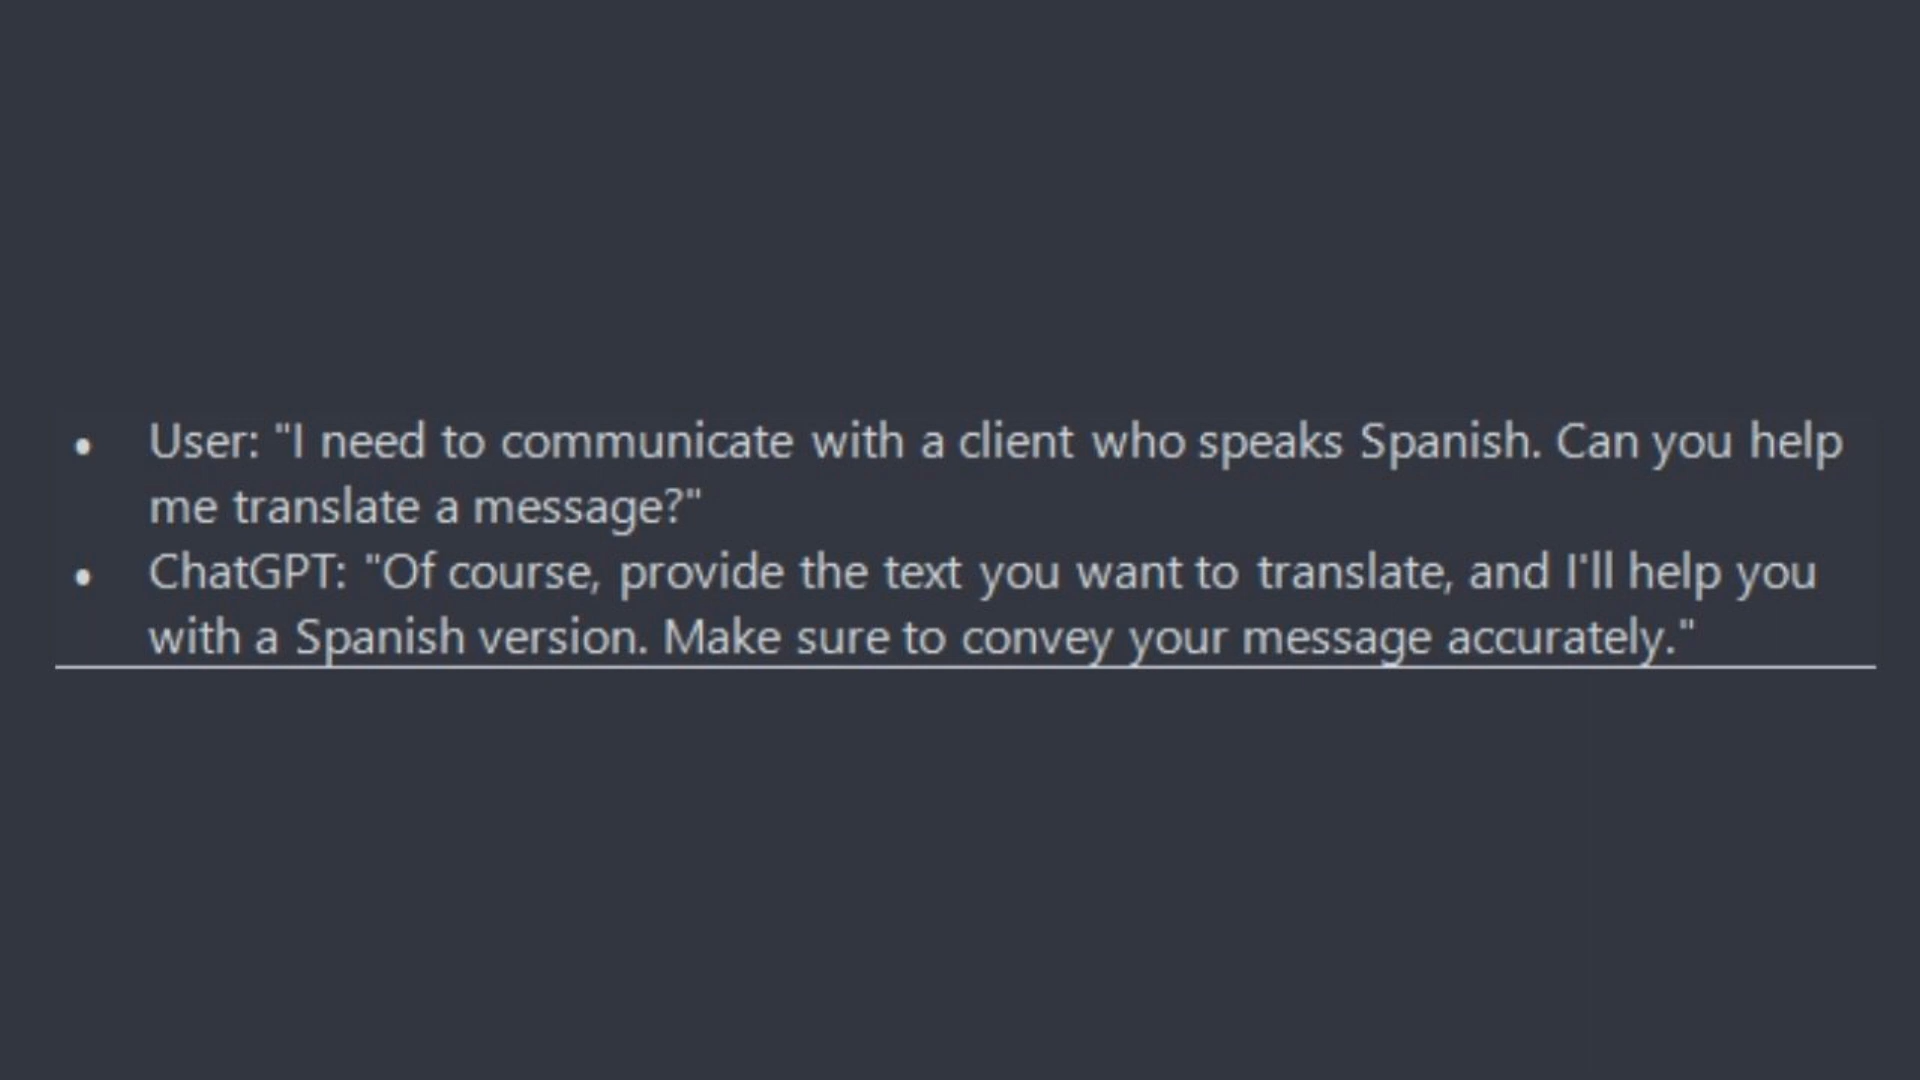 • User: "I need to communicate with a client who speaks Spanish. Can you help
me translate a message?"
• ChatGPT: "Of course, provide the text you want to translate, and I'll help you
with a Spanish version. Make sure to convey your message accurately."